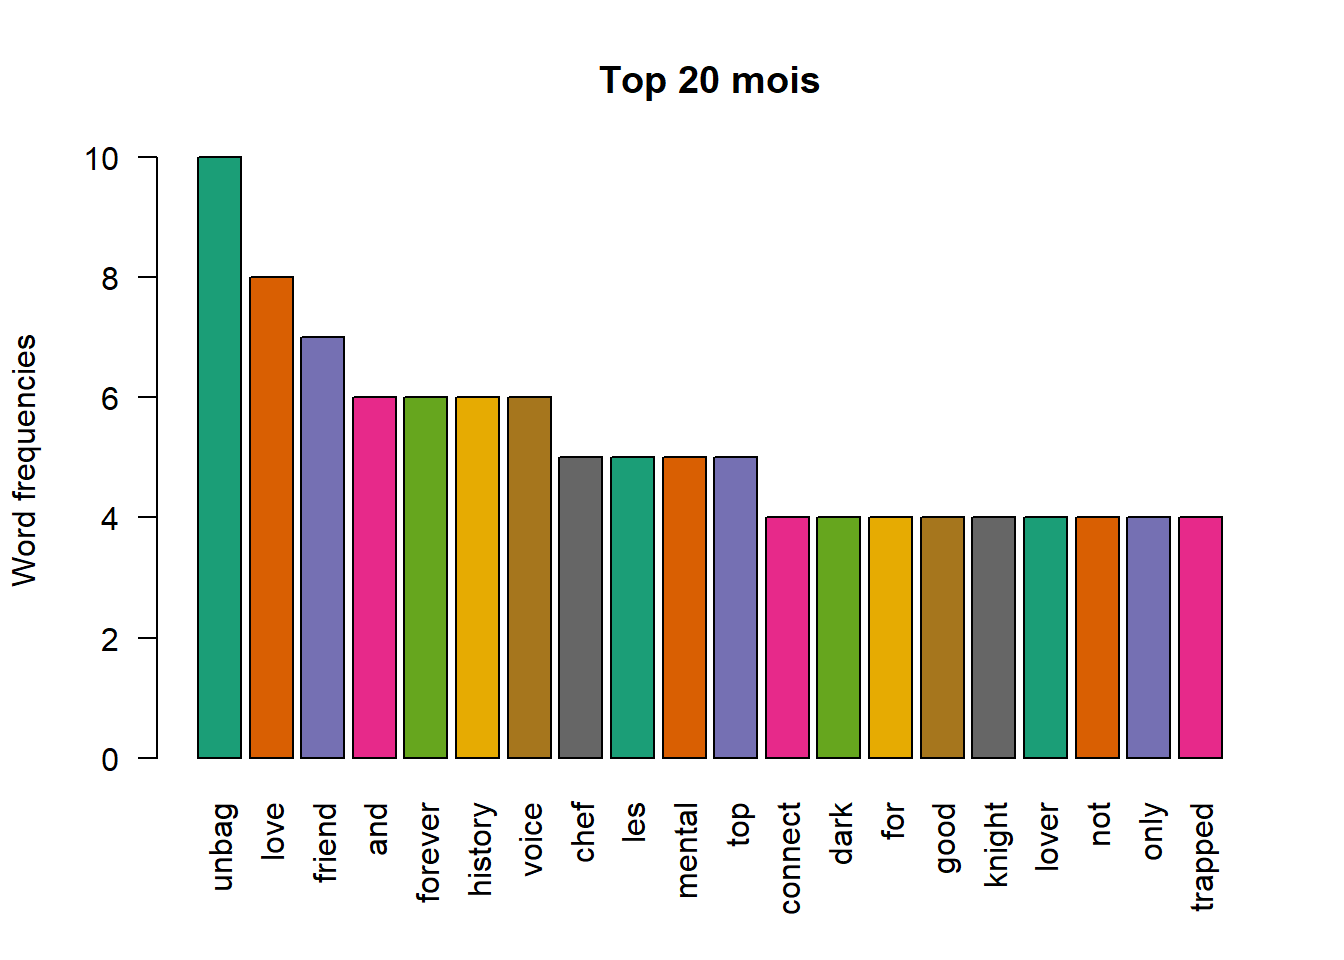 Top 20 mois
Word frequencies
10
8
6
4
2
0
unbag
love
friend
and
forever
history
voice
chef
les
mental
top
connect
dark
for
good
knight
lover
not
only
trapped